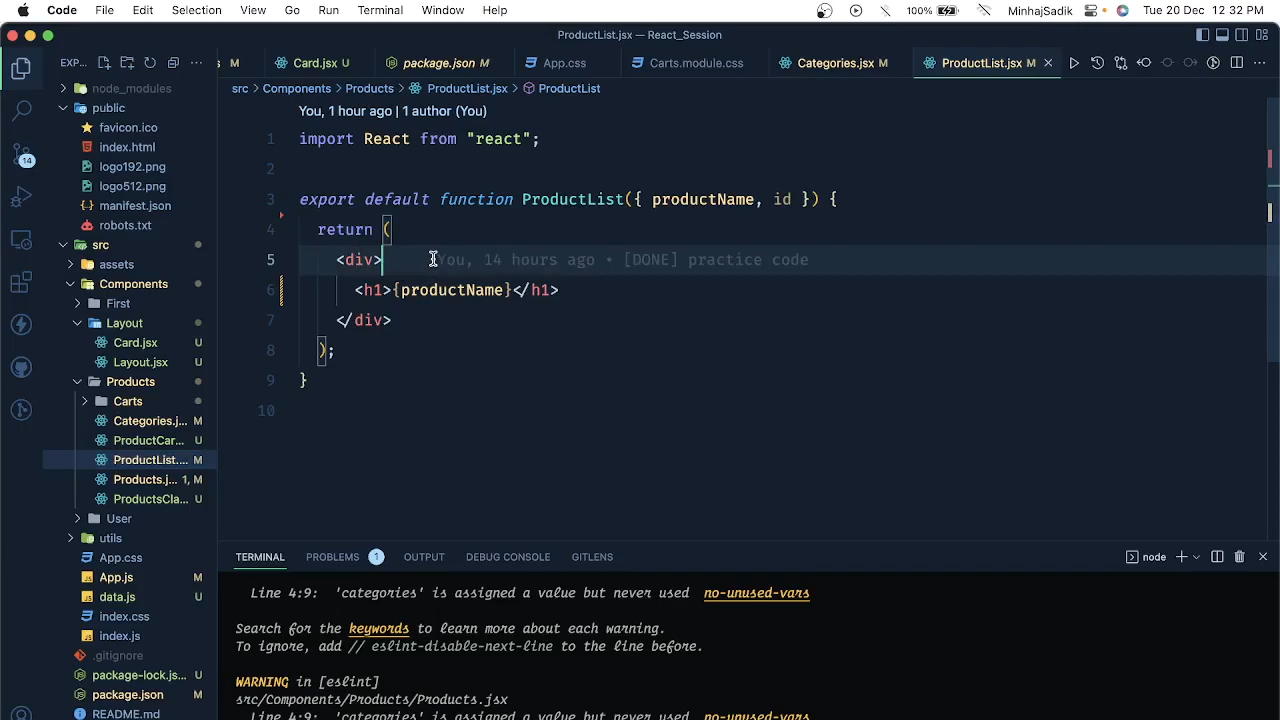 Code File Edit Selection View Go Run Terminal Window Help 100% MinhajSadik Tue 20 Dec 12:32 PM
ProductList.jsx — React_Session
EXP... s M Card.jsx U package.json M App.css Carts.module.css Categories.jsx M ProductList.jsx M
src > Components > Products > ProductList.jsx > ProductList
node_modules
public
favicon.ico
index.html
logo192.png
logo512.png
manifest.json
robots.txt
src
assets
Components
First
Layout
Card.jsx U
Layout.jsx U
Products
Carts
Categories.j... M
ProductCar... U
ProductList.... M
Products.j... 1, M
ProductsCla... U
User
utils
App.css
App.js M
data.js U
index.css
index.js
.gitignore
package-lock.js... U
package.json M
README.md
14
You, 1 hour ago | 1 author (You)
1 import React from "react";
2
3 export default function ProductList({ productName, id }) {
4 return (
5 <div> You, 14 hours ago • [DONE] practice code
6 <h1>{productName}</h1>
7 </div>
8 );
9 }
10
TERMINAL PROBLEMS 1 OUTPUT DEBUG CONSOLE GITLENS node
Line 4:9: 'categories' is assigned a value but never used no-unused-vars
Search for the keywords to learn more about each warning.
To ignore, add // eslint-disable-next-line to the line before.
WARNING in [eslint]
src/Components/Products/Products.jsx
Line 4:9: 'categories' is assigned a value but never used no-unused-vars